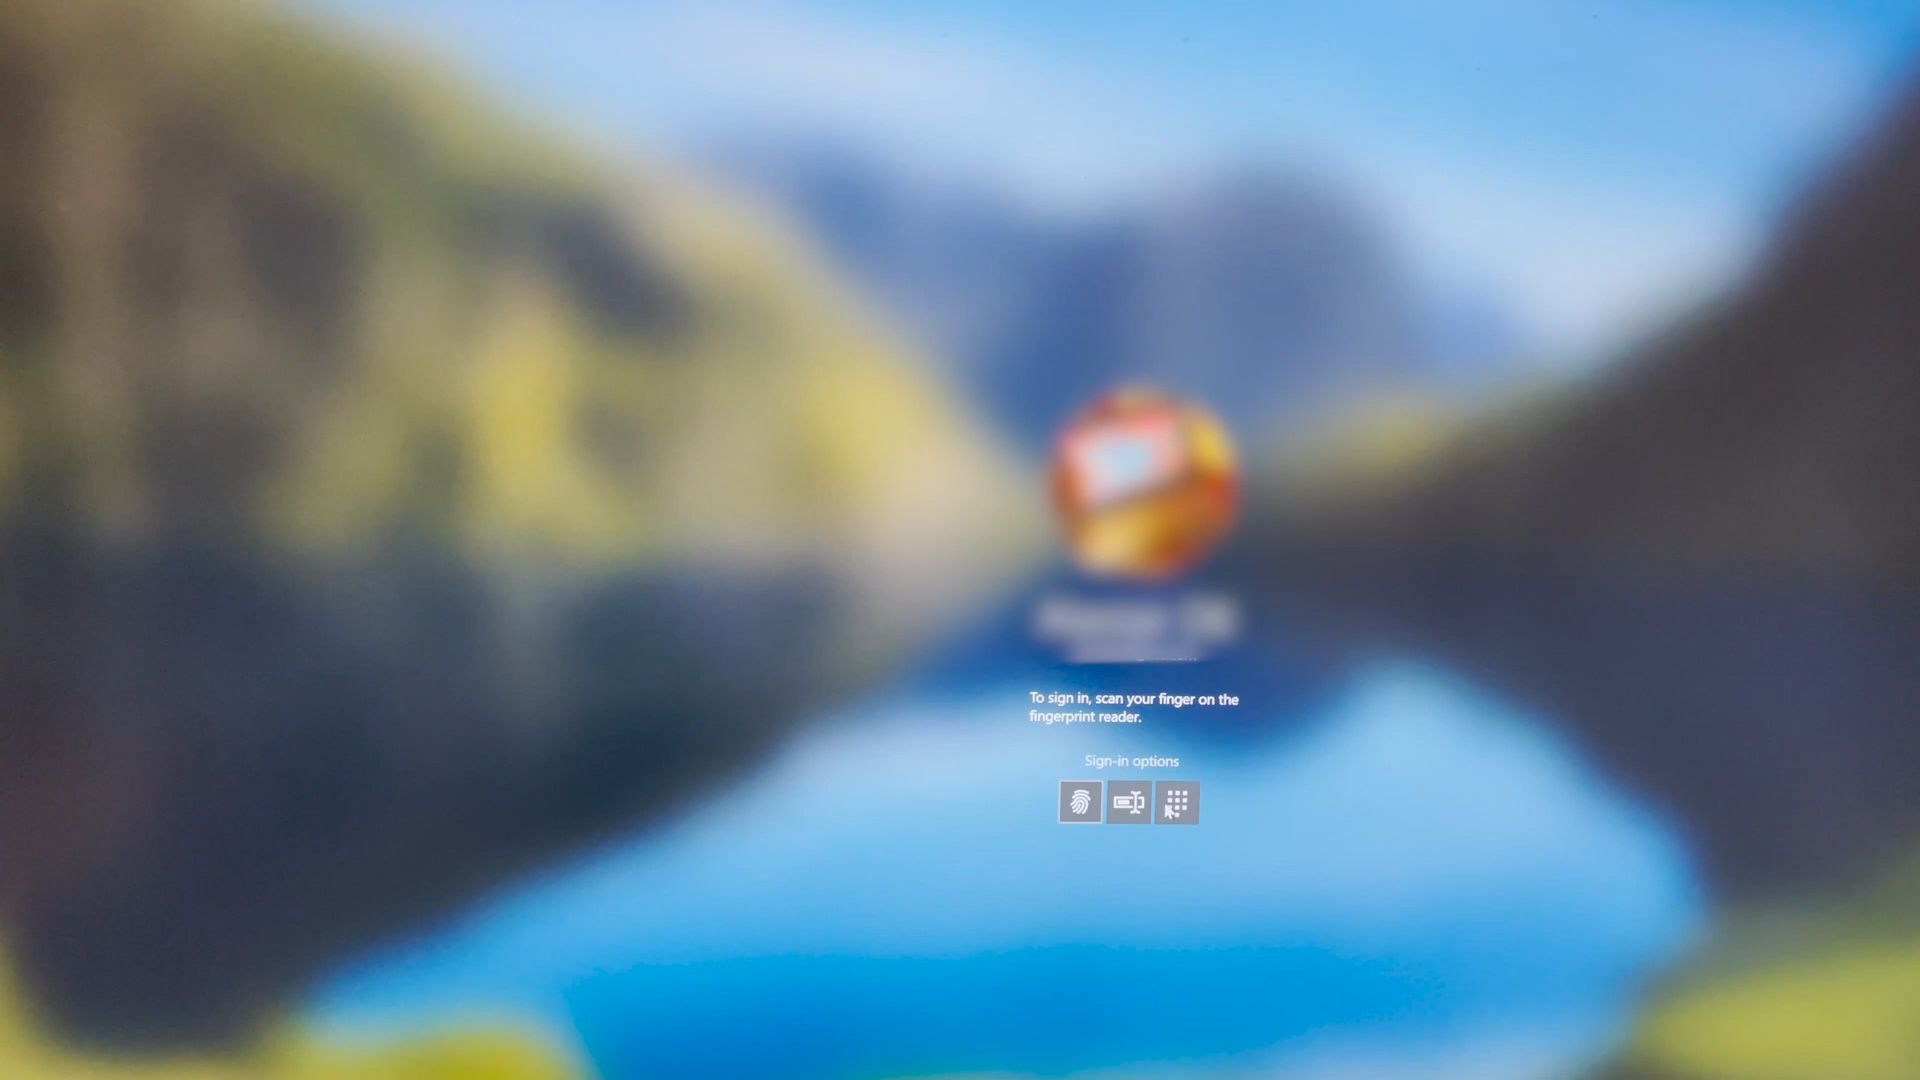 To sign in, scan your finger on the
fingerprint reader.
Sign-in options